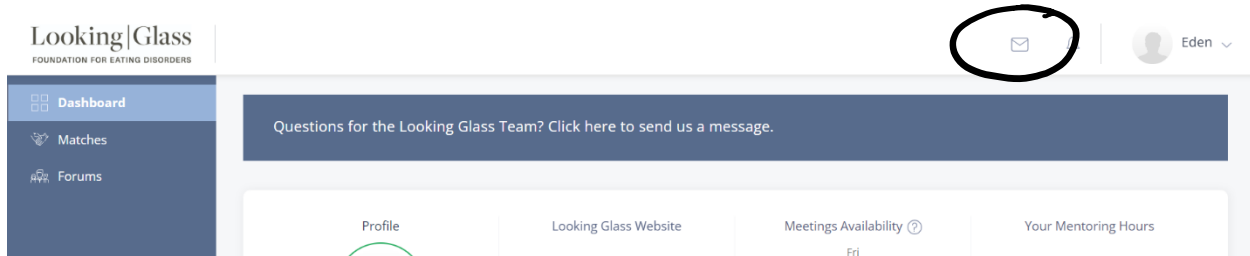 Looking|Glass
FOUNDATION FOR EATING DISORDERS
Eden
Dashboard
Matches
Forums
Questions for the Looking Glass Team? Click here to send us a message.
Profile
Looking Glass Website
Meetings Availability ?
Your Mentoring Hours
Fri